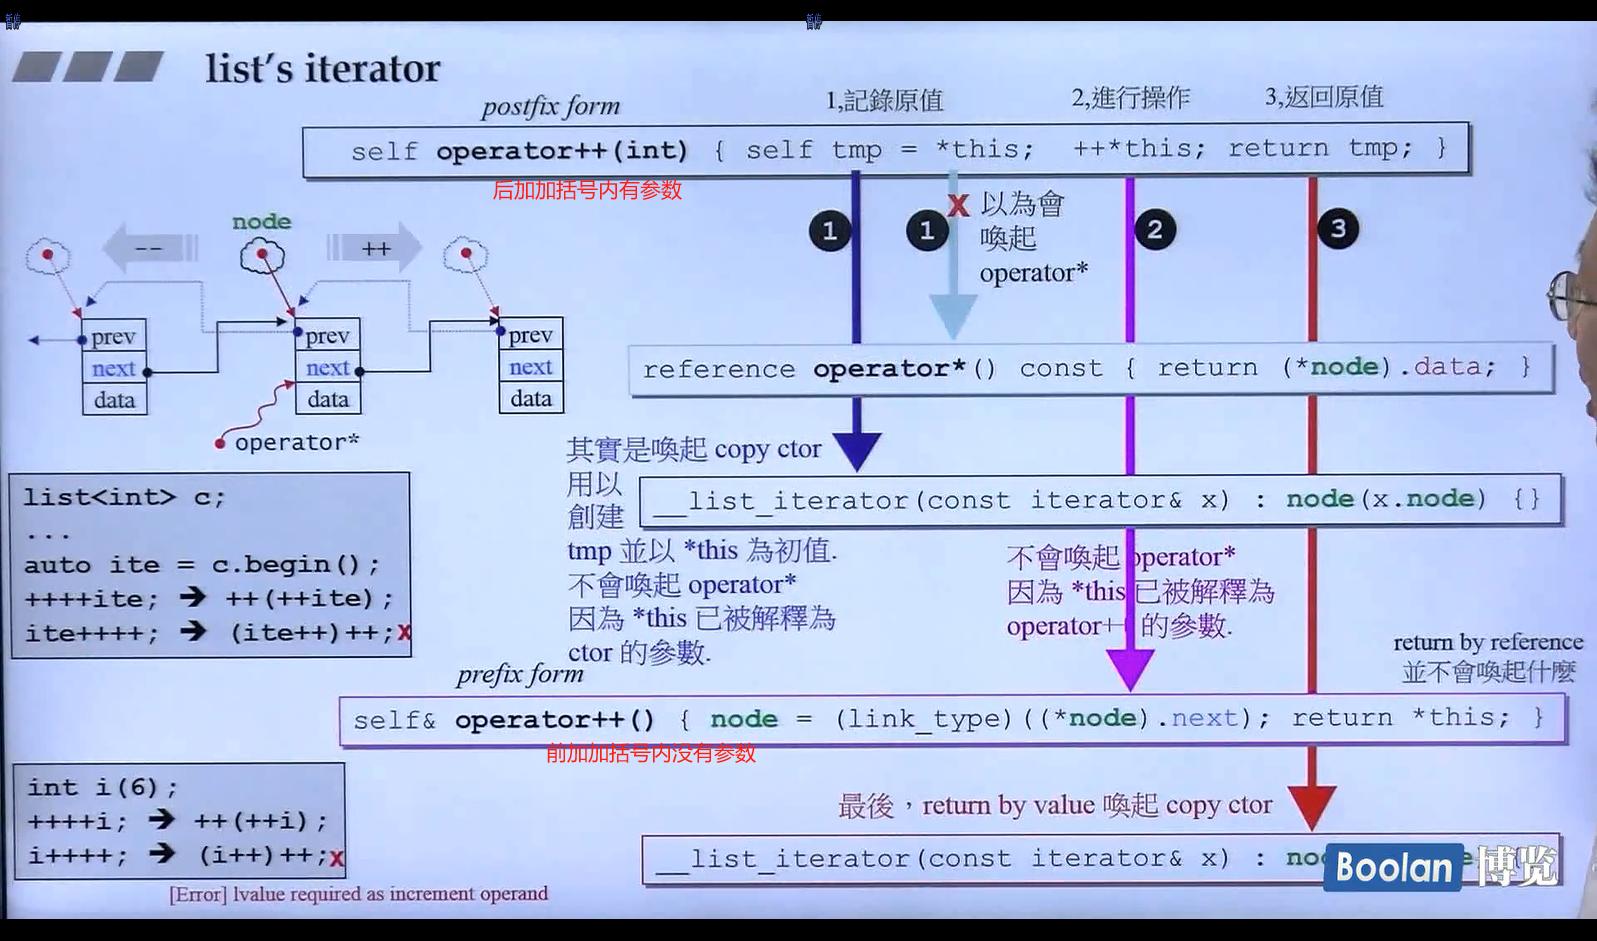 list's iterator
postfix form
1,記錄原值
2,進行操作
3,返回原值
self operator++(int) { self tmp = *this; ++*this; return tmp; }
后加加括号内有参数
1
1
X 以為會
喚起
operator*
2
3
node
--
++
prev
next
data
prev
next
data
prev
next
data
operator*
reference operator*() const { return (*node).data; }
其實是喚起 copy ctor
用以
創建
tmp 並以 *this 為初值.
不會喚起 operator*
因為 *this 已被解釋為
ctor 的參數.
__list_iterator(const iterator& x) : node(x.node) {}
不會喚起 operator*
因為 *this 已被解釋為
operator++ 的參數.
list<int> c;
...
auto ite = c.begin();
++++ite; ➔ ++(++ite);
ite++++; ➔ (ite++)++;X
return by reference
並不會喚起什麼
prefix form
self& operator++() { node = (link_type)((*node).next); return *this; }
前加加括号内没有参数
int i(6);
++++i; ➔ ++(++i);
i++++; ➔ (i++)++;X
[Error] lvalue required as increment operand
最後，return by value 喚起 copy ctor
__list_iterator(const iterator& x) :
Boolan 博览